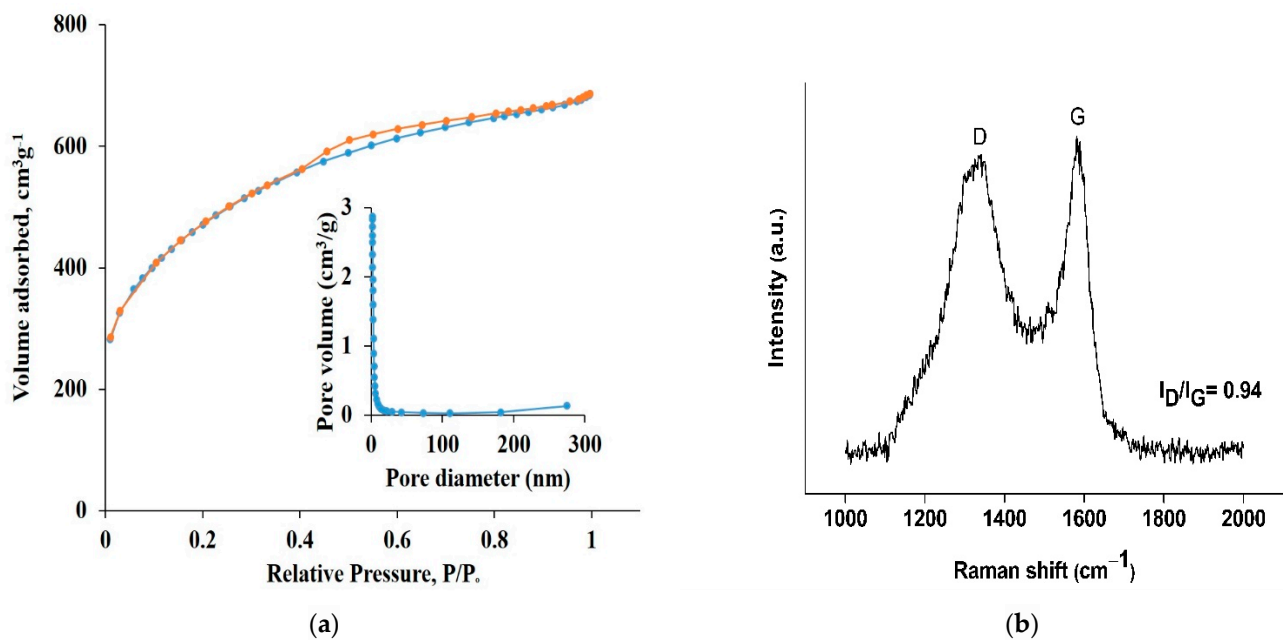 800
600
400
200
0
Volume adsorbed, cm³g⁻¹
0 0.2 0.4 0.6 0.8 1
Relative Pressure, P/Pₒ
3
2
1
0
Pore volume (cm³/g)
0 100 200 300
Pore diameter (nm)
(a)
D
G
Intensity (a.u.)
I_D/I_G= 0.94
1000 1200 1400 1600 1800 2000
Raman shift (cm⁻¹)
(b)